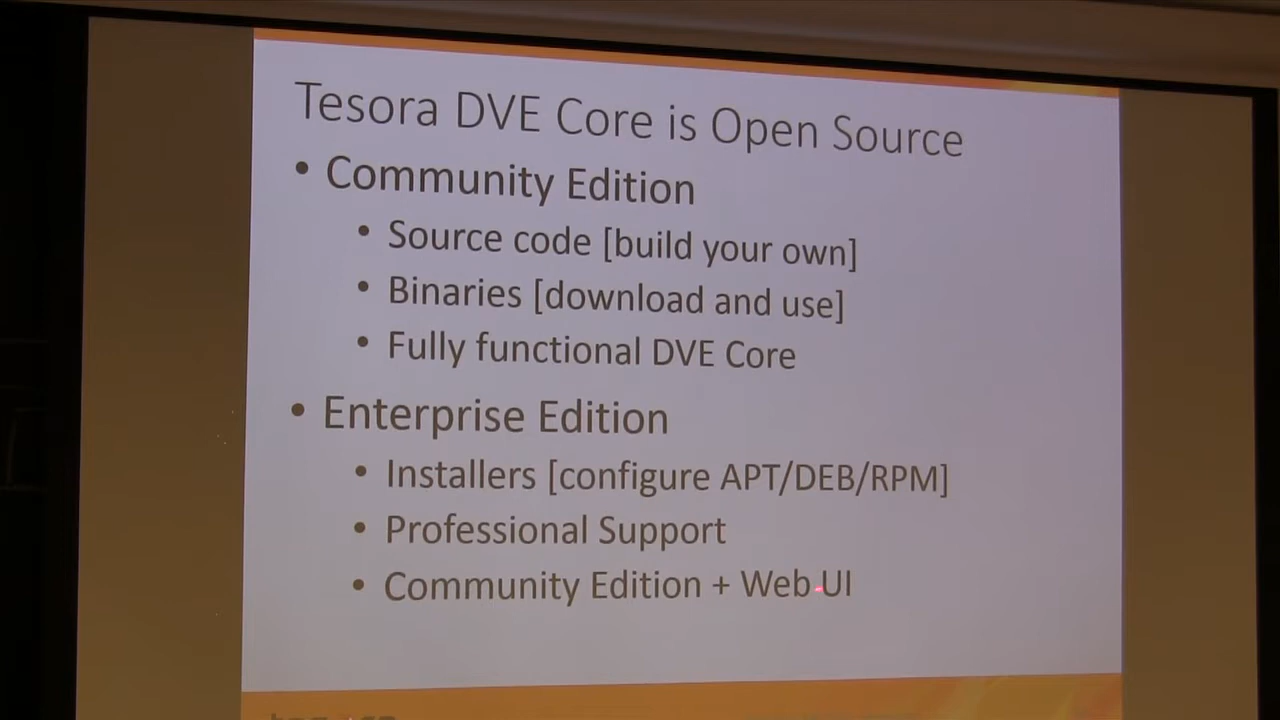 Tesora DVE Core is Open Source
• Community Edition
• Source code [build your own]
• Binaries [download and use]
• Fully functional DVE Core
• Enterprise Edition
• Installers [configure APT/DEB/RPM]
• Professional Support
• Community Edition + Web UI